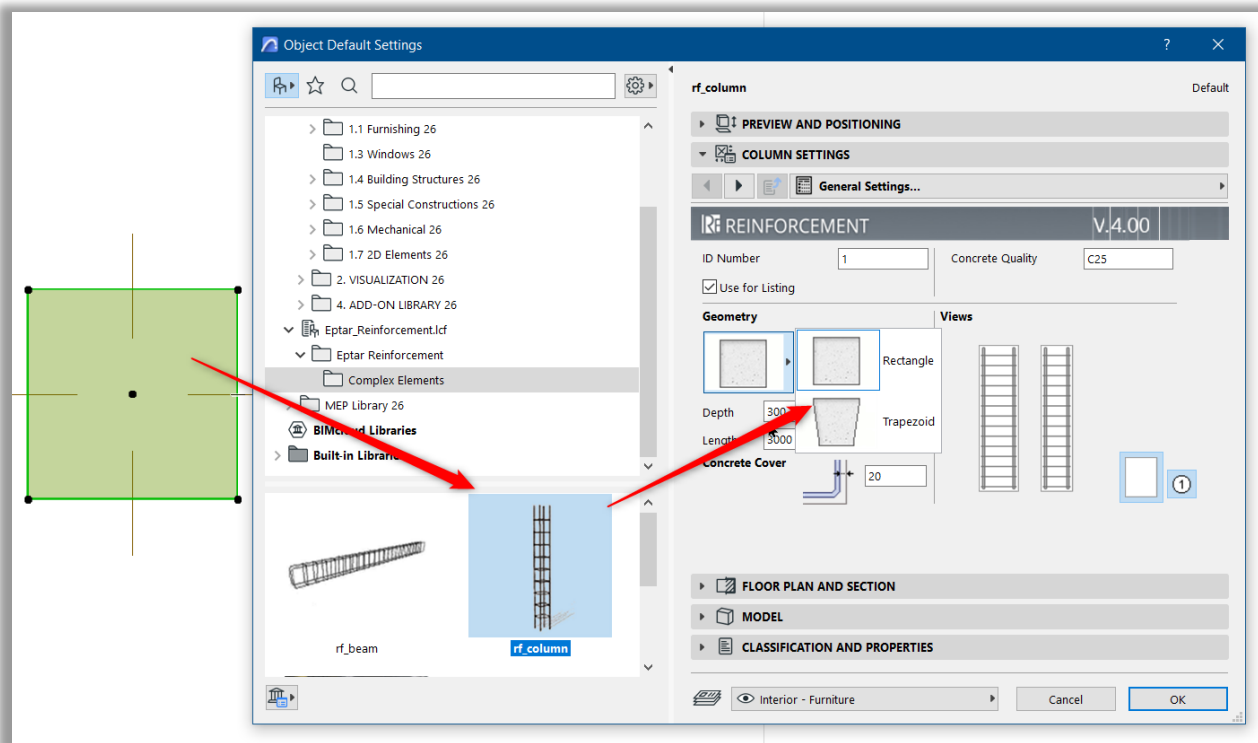 Object Default Settings
?
1.1 Furnishing 26
1.3 Windows 26
1.4 Building Structures 26
1.5 Special Constructions 26
1.6 Mechanical 26
1.7 2D Elements 26
2. VISUALIZATION 26
4. ADD-ON LIBRARY 26
Eptar_Reinforcement.lcf
Eptar Reinforcement
Complex Elements
MEP Library 26
BIMcloud Libraries
Built-in
rf_beam
rf_column
rf_column
Default
PREVIEW AND POSITIONING
COLUMN SETTINGS
General Settings...
REINFORCEMENT V.4.00
ID Number 1 Concrete Quality C25
Use for Listing
Geometry Views
Rectangle
Trapezoid
Depth 300
Length 3000
Concrete Cover
20
1
FLOOR PLAN AND SECTION
MODEL
CLASSIFICATION AND PROPERTIES
Interior - Furniture
Cancel
OK